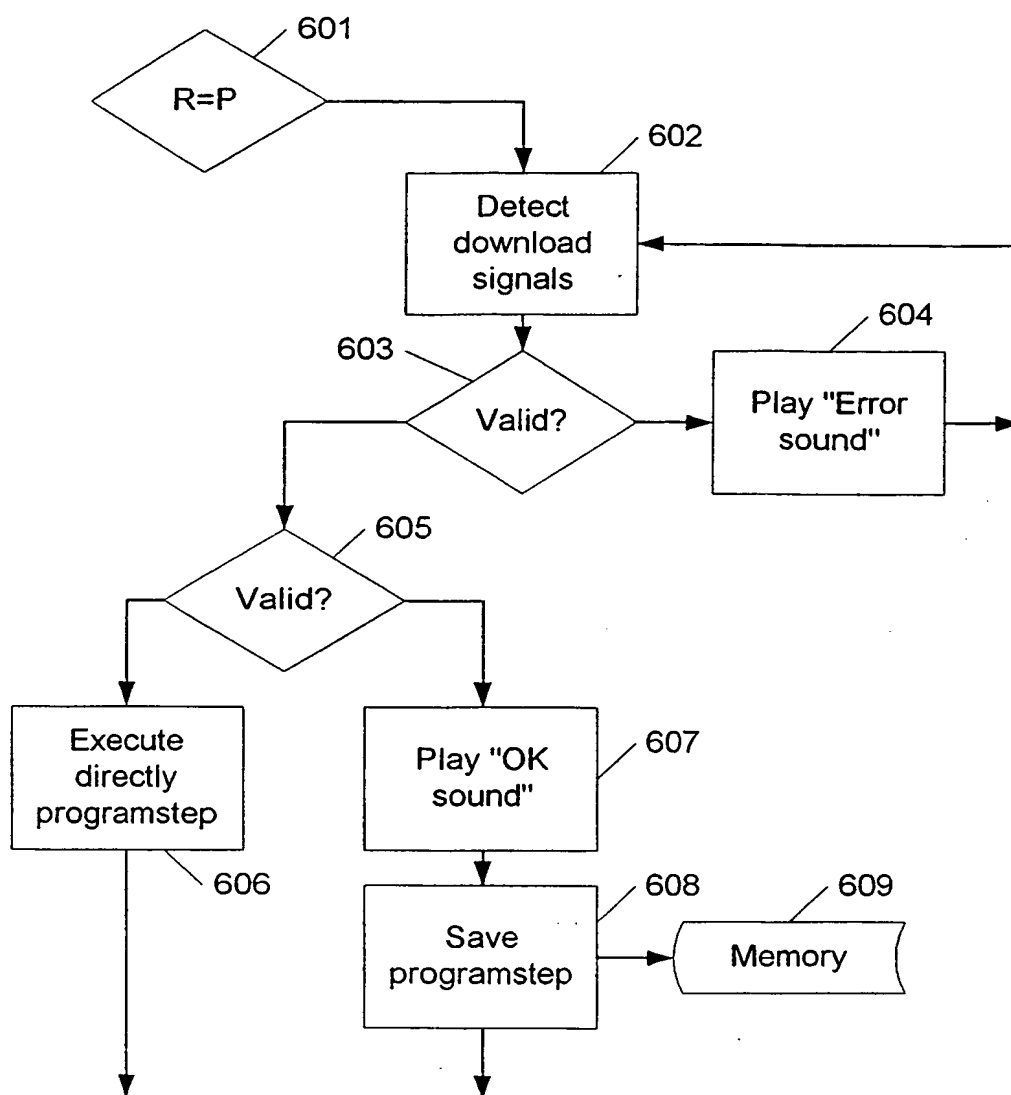 601
R=P
602
Detect
download
signals
603
Valid?
604
Play "Error
sound"
605
Valid?
Execute
directly
programstep
606
Play "OK
sound"
607
Save
programstep
608
609
Memory